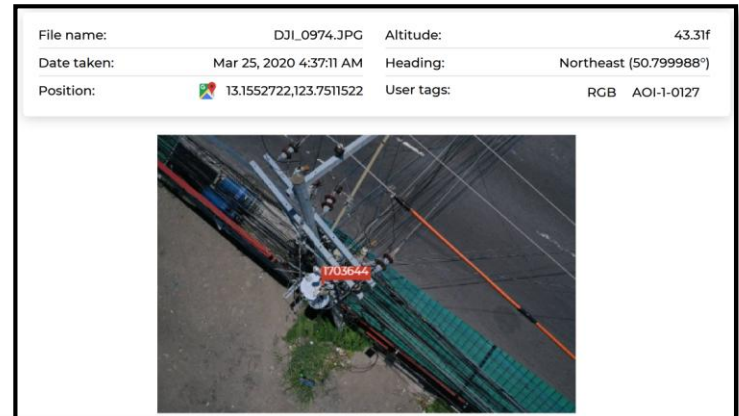 File name: DJI_0974.JPG Altitude: 43.31f
Date taken: Mar 25, 2020 4:37:11 AM Heading: Northeast (50.799988°)
Position: 13.1552722,123.7511522 User tags: RGB AOI-1-0127
1703644